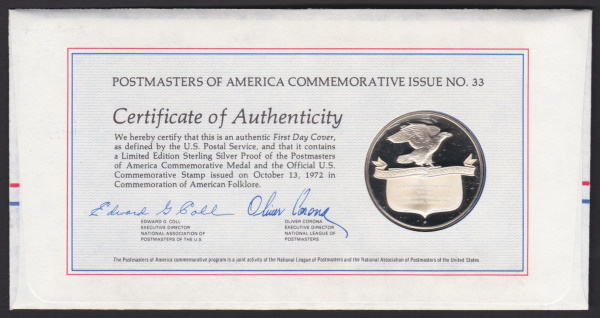 POSTMASTERS OF AMERICA COMMEMORATIVE ISSUE NO. 33
Certificate of Authenticity
We hereby certify that this is an authentic First Day Cover,
as defined by the U.S. Postal Service, and that it contains
a Limited Edition Sterling Silver Proof of the Postmasters
of America Commemorative Medal and the Official U.S.
Commemorative Stamp issued on October 13, 1972 in
Commemoration of American Folklore.
Edward G Coll
EDWARD G. COLL
EXECUTIVE DIRECTOR
NATIONAL ASSOCIATION OF
POSTMASTERS OF THE U.S.
Oliver Corona
OLIVER CORONA
EXECUTIVE DIRECTOR
NATIONAL LEAGUE OF
POSTMASTERS
The Postmasters of America commemorative program is a joint activity of the National League of Postmasters and the National Association of Postmasters of the United States.